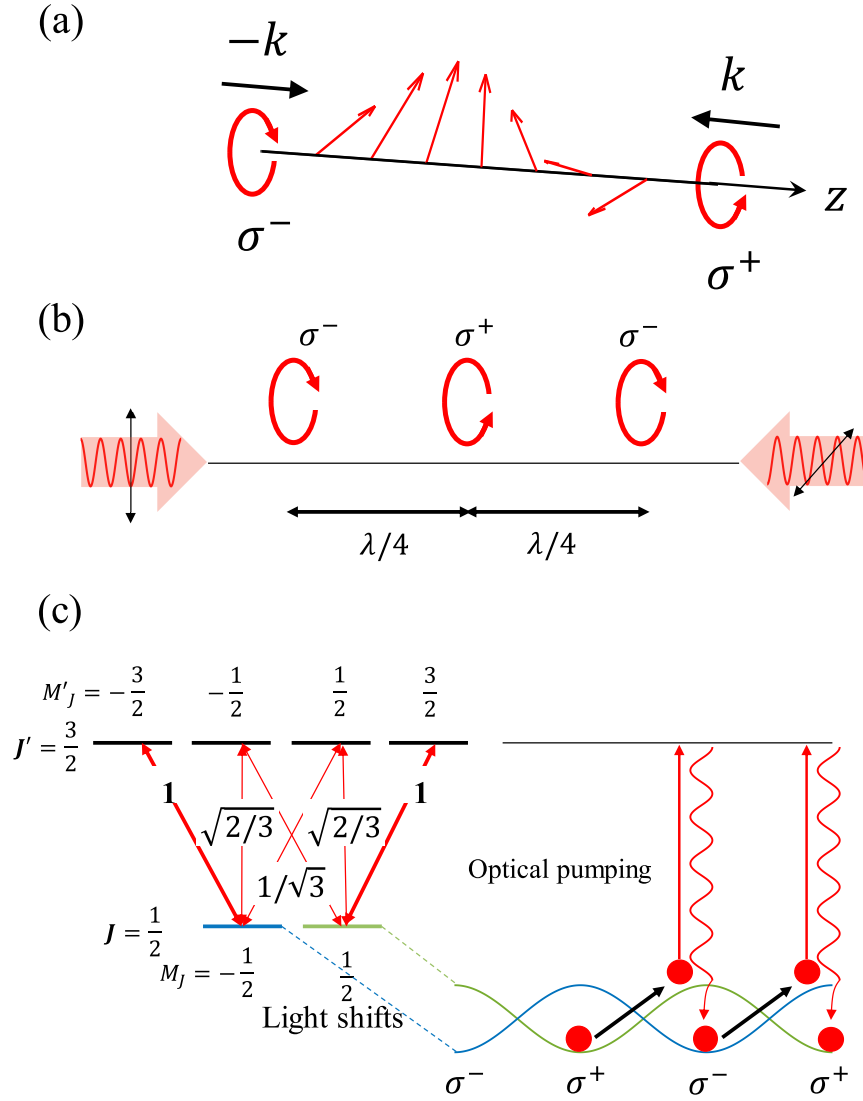 (a)
−k
k
z
σ⁻
σ⁺
(b)
σ⁻ σ⁺ σ⁻
λ/4 λ/4
(c)
M'_J = −3/2 −1/2 1/2 3/2
J' = 3/2
1 √(2/3) √(2/3) 1
1/√3
Optical pumping
J = 1/2
M_J = −1/2 1/2
Light shifts
σ⁻ σ⁺ σ⁻ σ⁺